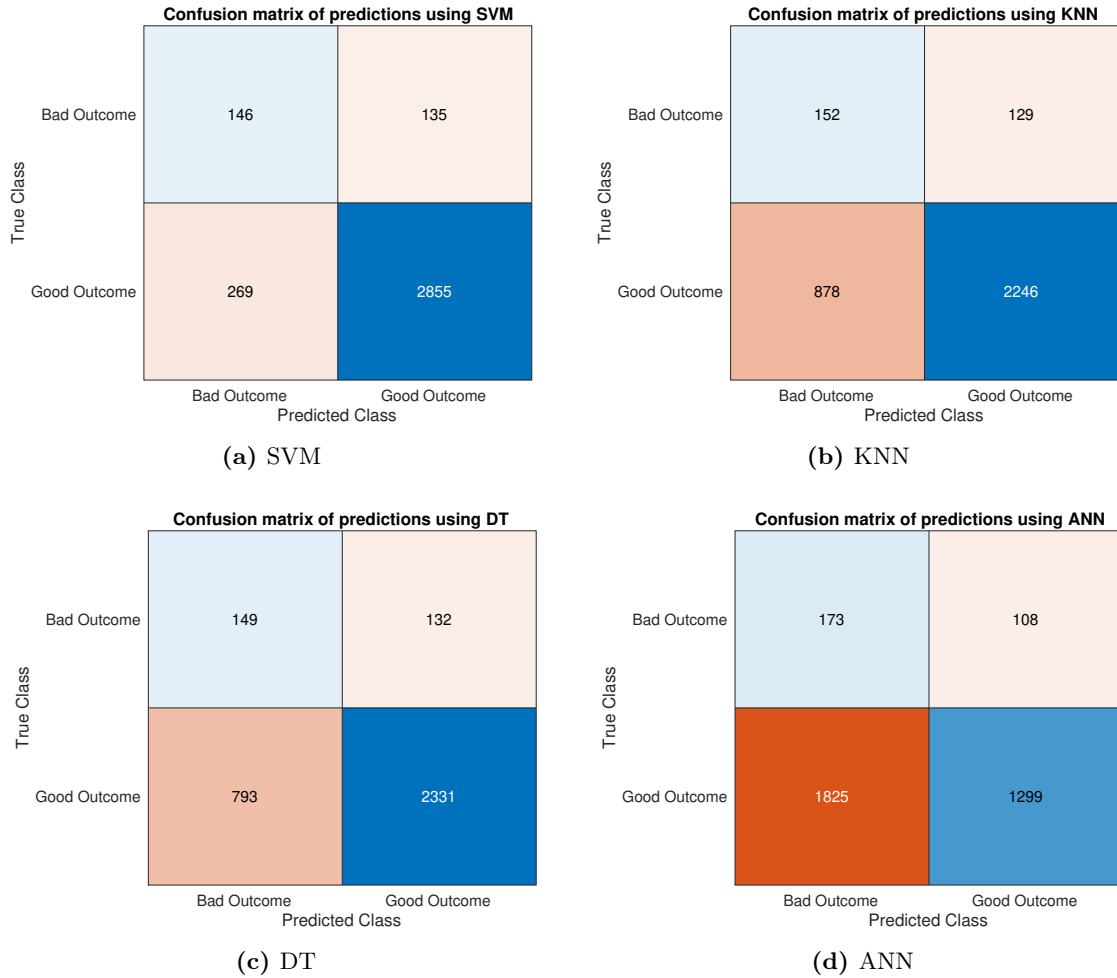 Confusion matrix of predictions using SVM
Bad Outcome
146
135
True Class
Good Outcome
269
2855
Bad Outcome
Good Outcome
Predicted Class
(a) SVM
Confusion matrix of predictions using KNN
Bad Outcome
152
129
True Class
Good Outcome
878
2246
Bad Outcome
Good Outcome
Predicted Class
(b) KNN
Confusion matrix of predictions using DT
Bad Outcome
149
132
True Class
Good Outcome
793
2331
Bad Outcome
Good Outcome
Predicted Class
(c) DT
Confusion matrix of predictions using ANN
Bad Outcome
173
108
True Class
Good Outcome
1825
1299
Bad Outcome
Good Outcome
Predicted Class
(d) ANN